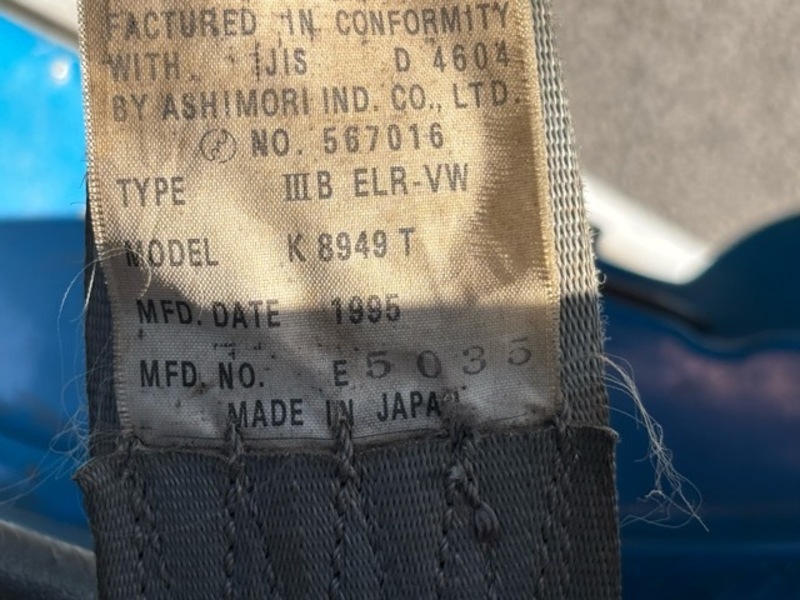 FACTURED IN CONFORMITY
WITH JIS D 4604
BY ASHIMORI IND. CO., LTD.
NO. 567016
TYPE IIIB ELR-VW
MODEL K 8949 T
MFD. DATE 1995
MFD. NO. E 5035
MADE IN JAPAN